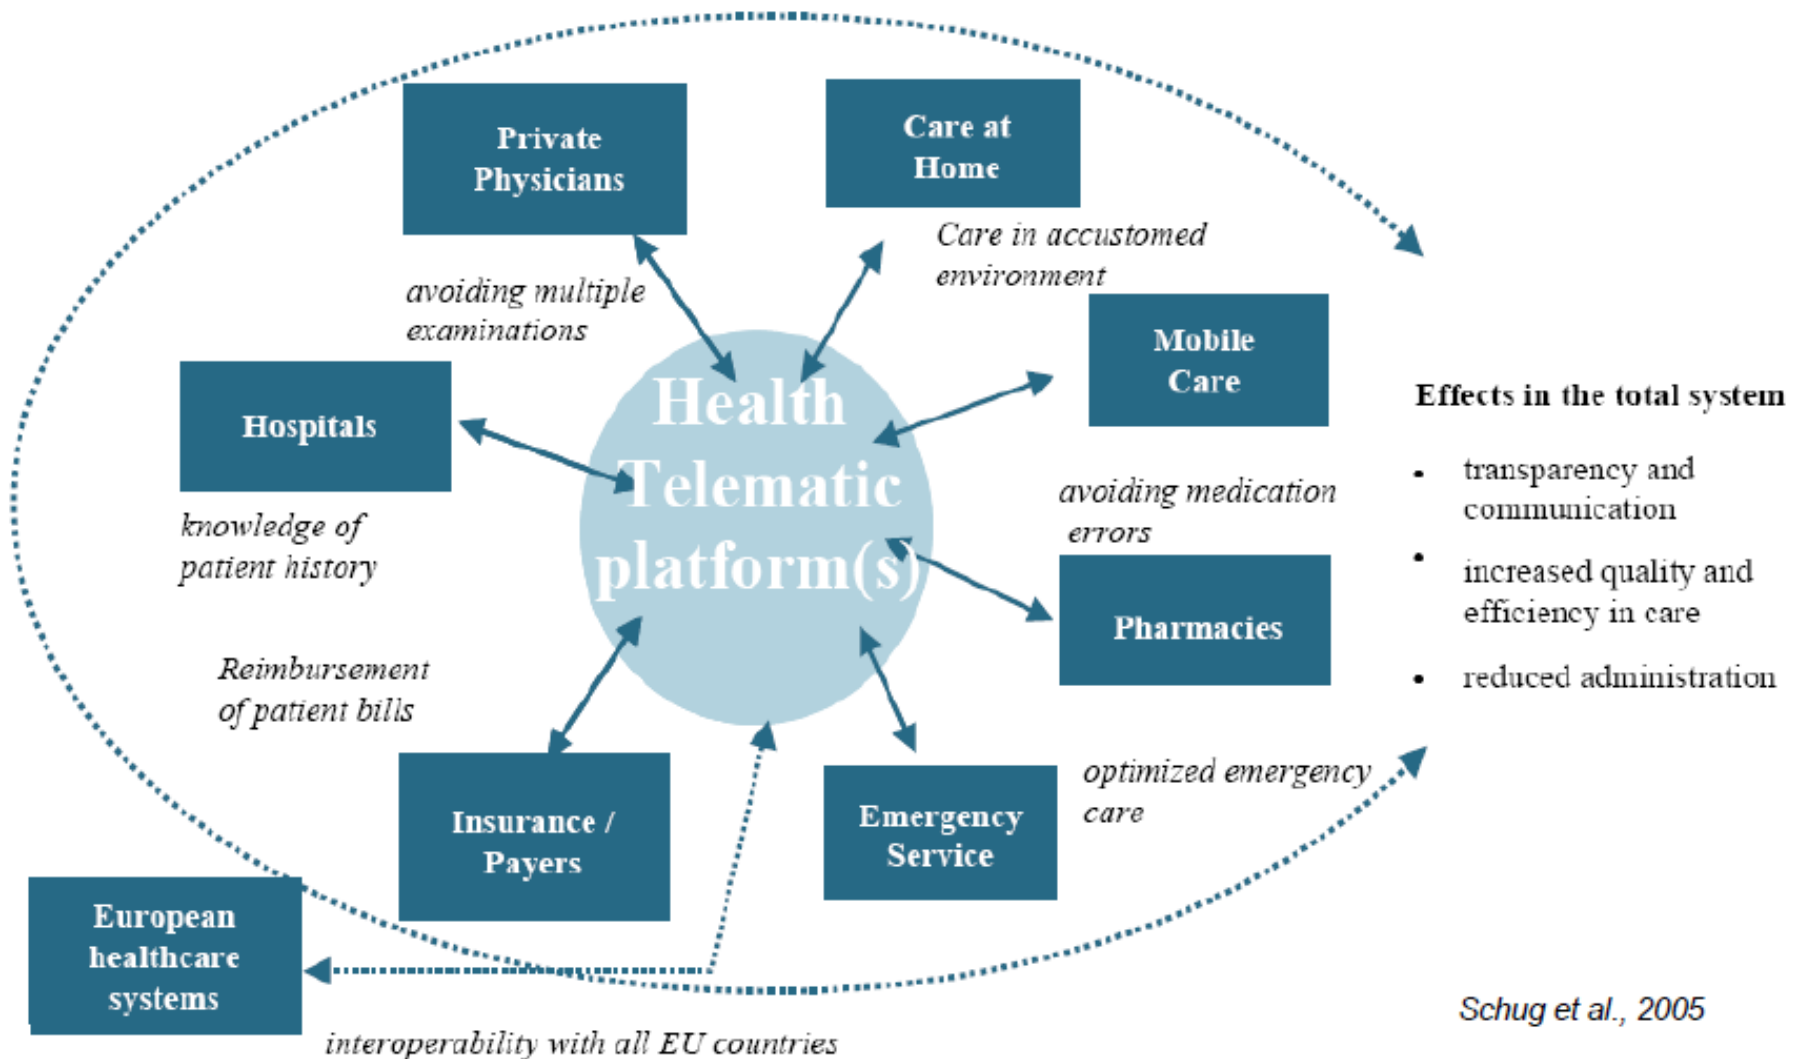 Private
Physicians
Care at
Home
Care in accustomed
environment
avoiding multiple
examinations
Mobile
Care
Hospitals
Health
Telematic
platform(s)
knowledge of
patient history
avoiding medication
errors
Pharmacies
Reimbursement
of patient bills
Insurance /
Payers
Emergency
Service
optimized emergency
care
European
healthcare
systems
interoperability with all EU countries
Effects in the total system
• transparency and
communication
• increased quality and
efficiency in care
• reduced administration
Schug et al., 2005